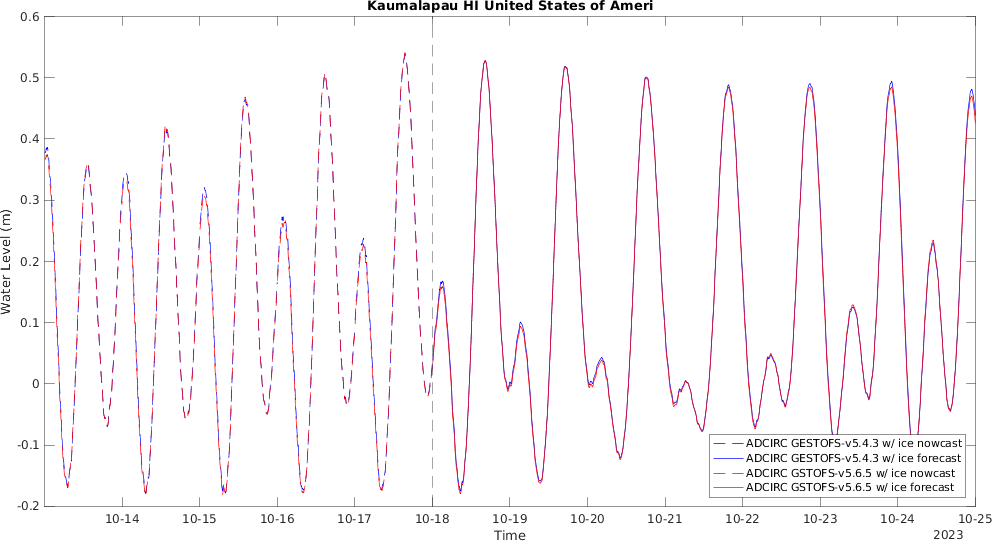 Kaumalapau HI United States of Ameri
0.6
0.5
0.4
0.3
0.2
0.1
0
-0.1
-0.2
Water Level (m)
10-14 10-15 10-16 10-17 10-18 10-19 10-20 10-21 10-22 10-23 10-24 10-25
Time
2023
ADCIRC GESTOFS-v5.4.3 w/ ice nowcast
ADCIRC GESTOFS-v5.4.3 w/ ice forecast
ADCIRC GSTOFS-v5.6.5 w/ ice nowcast
ADCIRC GSTOFS-v5.6.5 w/ ice forecast